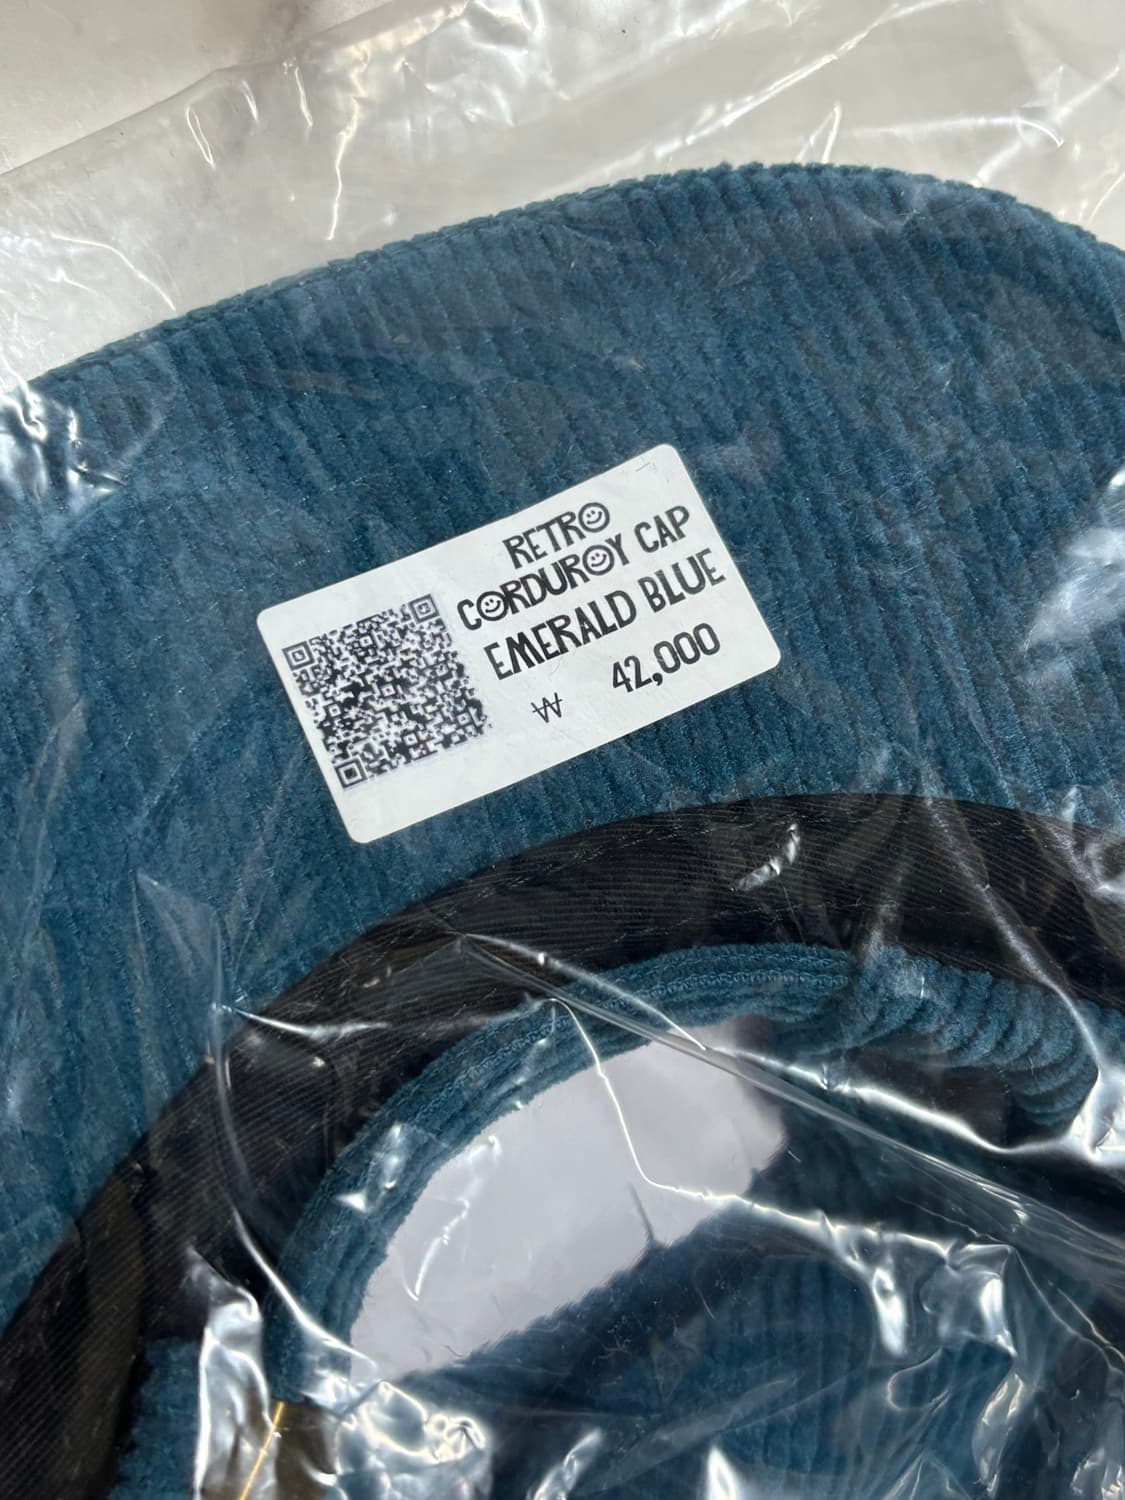 RETRO
CORDUROY CAP
EMERALD BLUE
₩ 42,000